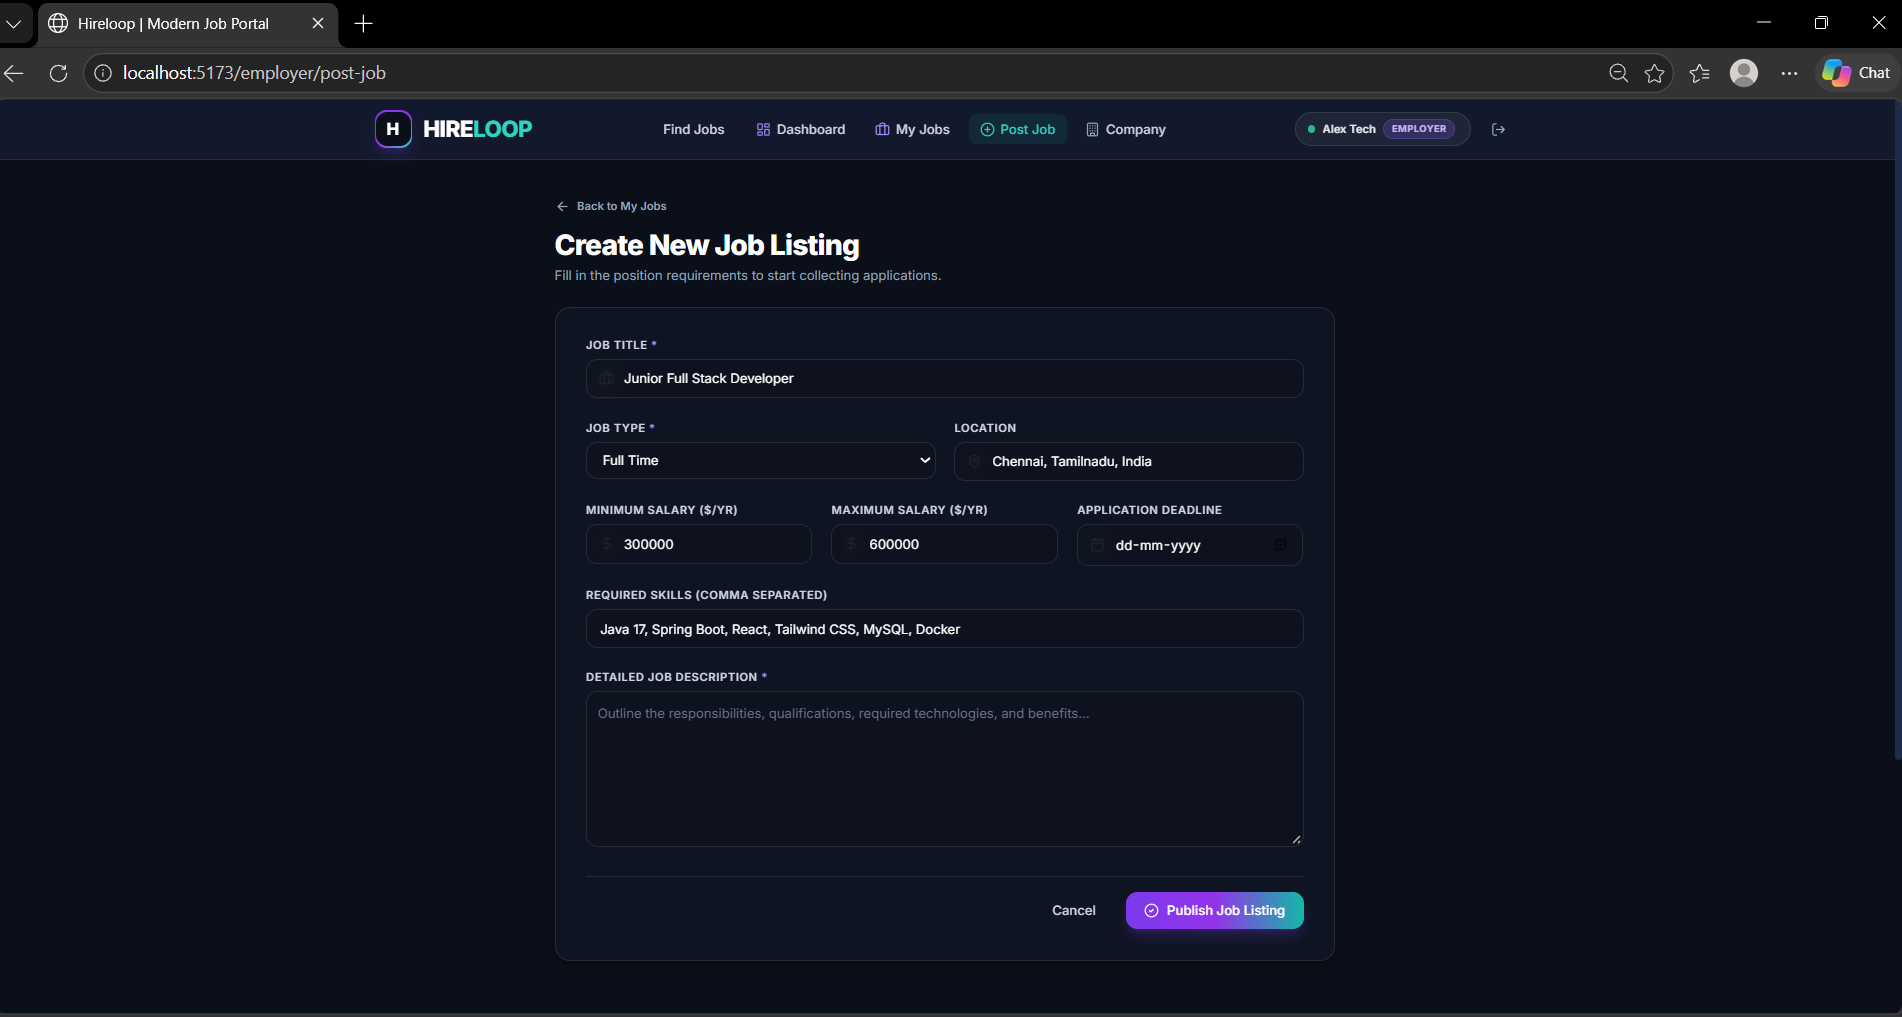 Hireloop | Modern Job Portal
localhost:5173/employer/post-job
Chat
H HIRELOOP
Find Jobs Dashboard My Jobs Post Job Company
Alex Tech EMPLOYER
Back to My Jobs
Create New Job Listing
Fill in the position requirements to start collecting applications.
JOB TITLE *
Junior Full Stack Developer
JOB TYPE * LOCATION
Full Time Chennai, Tamilnadu, India
MINIMUM SALARY ($/YR) MAXIMUM SALARY ($/YR) APPLICATION DEADLINE
$ 300000 $ 600000 dd-mm-yyyy
REQUIRED SKILLS (COMMA SEPARATED)
Java 17, Spring Boot, React, Tailwind CSS, MySQL, Docker
DETAILED JOB DESCRIPTION *
Outline the responsibilities, qualifications, required technologies, and benefits...
Cancel Publish Job Listing